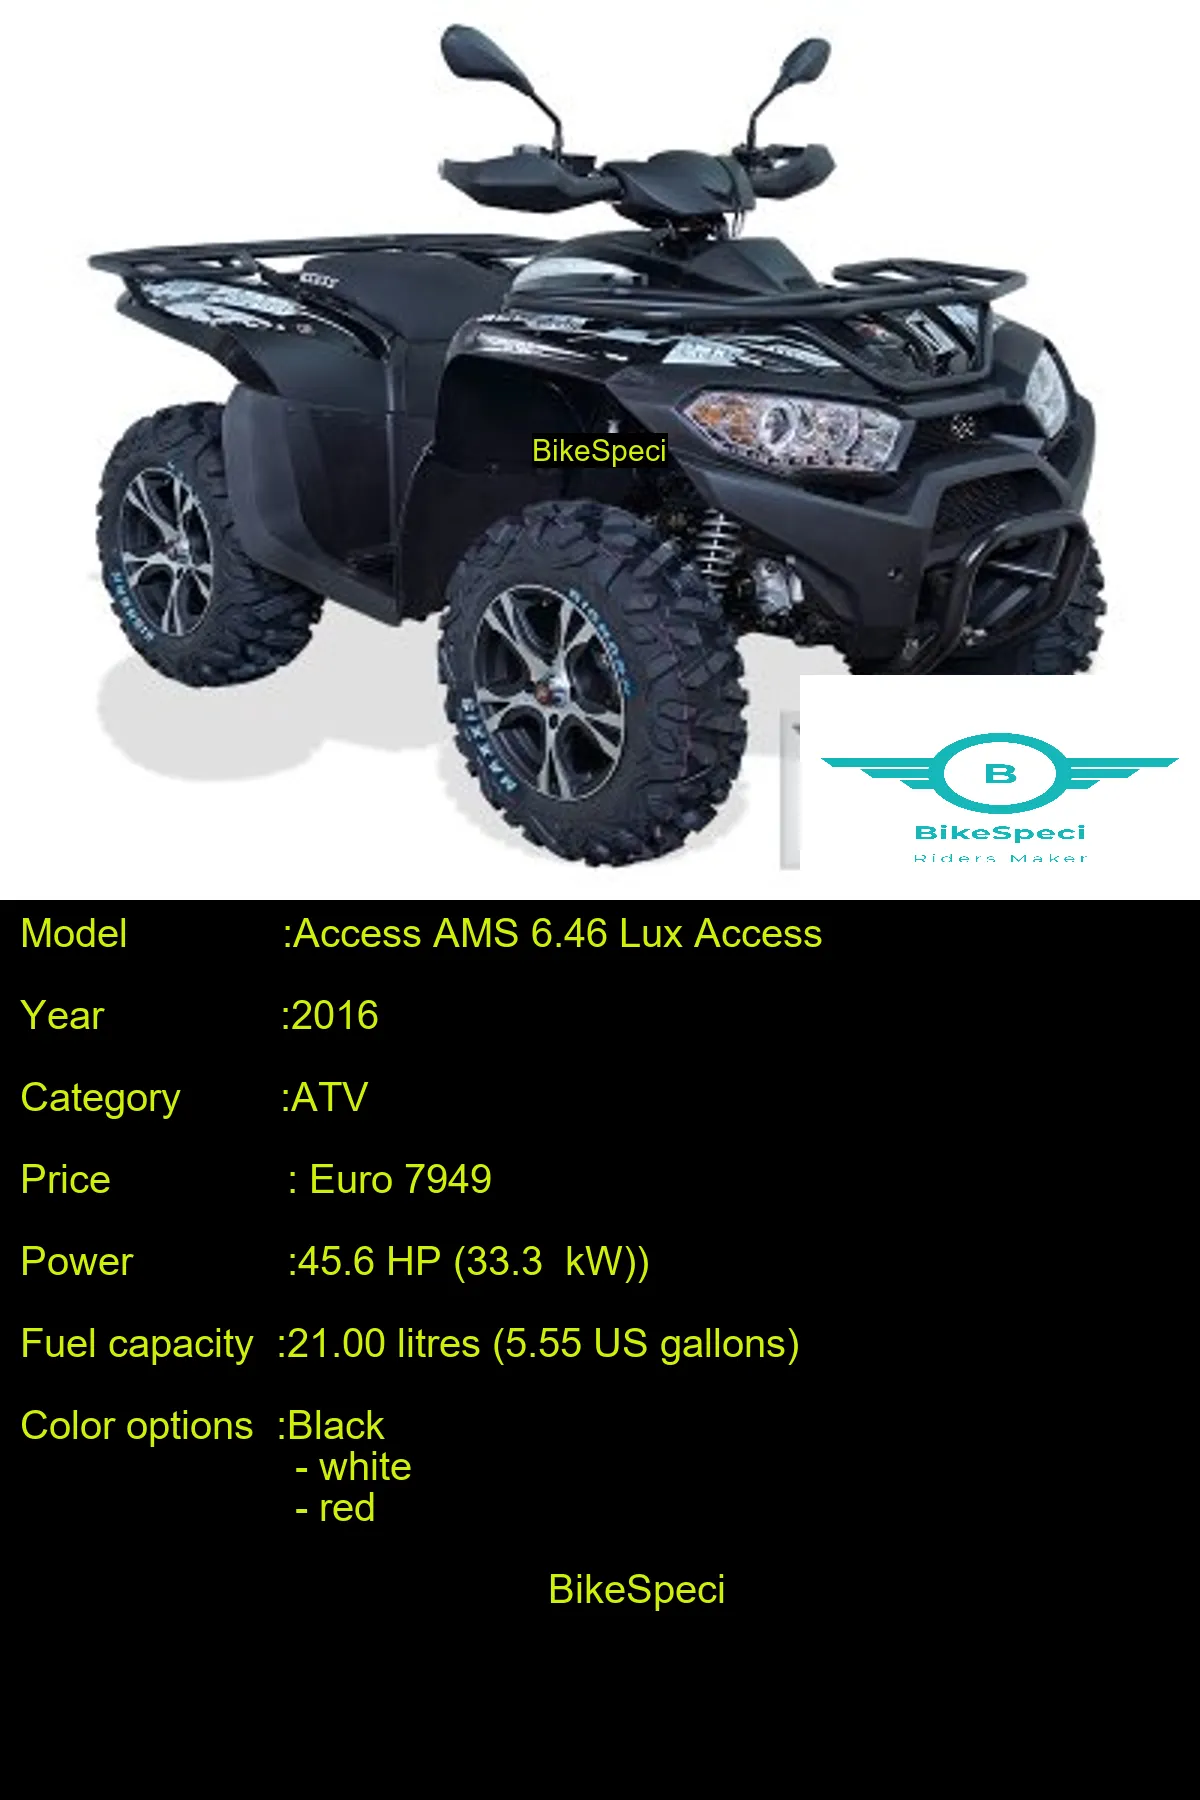 BikeSpeci
BIGHORN
MAXXIS
B
BikeSpeci
Riders Maker
Model :Access AMS 6.46 Lux Access
Year :2016
Category :ATV
Price : Euro 7949
Power :45.6 HP (33.3 kW))
Fuel capacity :21.00 litres (5.55 US gallons)
Color options :Black
- white
- red
BikeSpeci